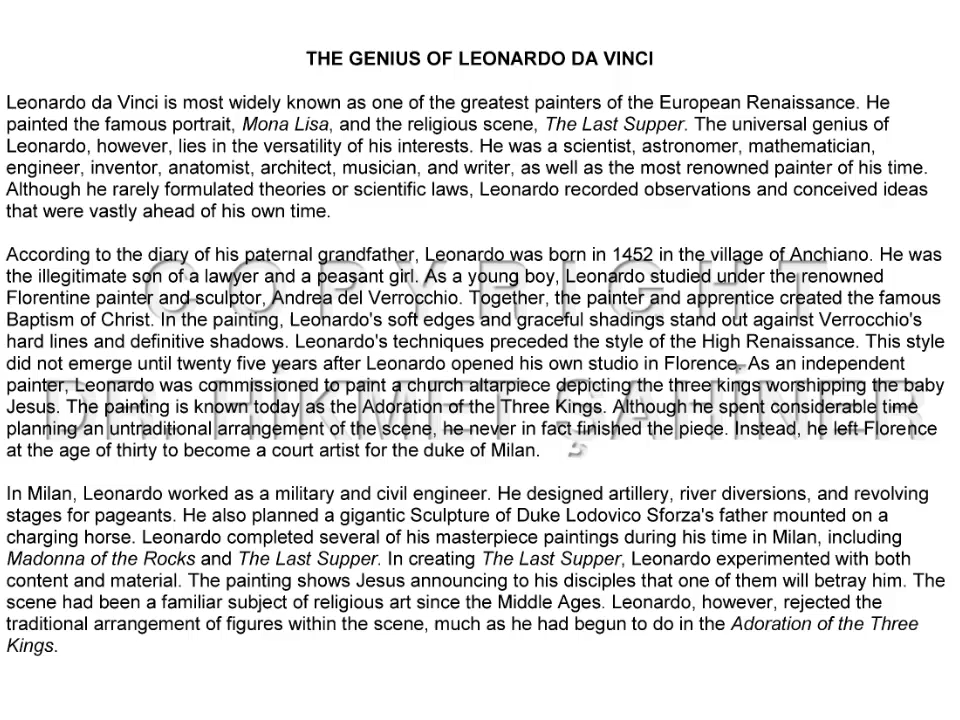 THE GENIUS OF LEONARDO DA VINCI
Leonardo da Vinci is most widely known as one of the greatest painters of the European Renaissance. He
painted the famous portrait, Mona Lisa, and the religious scene, The Last Supper. The universal genius of
Leonardo, however, lies in the versatility of his interests. He was a scientist, astronomer, mathematician,
engineer, inventor, anatomist, architect, musician, and writer, as well as the most renowned painter of his time.
Although he rarely formulated theories or scientific laws, Leonardo recorded observations and conceived ideas
that were vastly ahead of his own time.
According to the diary of his paternal grandfather, Leonardo was born in 1452 in the village of Anchiano. He was
the illegitimate son of a lawyer and a peasant girl. As a young boy, Leonardo studied under the renowned
Florentine painter and sculptor, Andrea del Verrocchio. Together, the painter and apprentice created the famous
Baptism of Christ. In the painting, Leonardo's soft edges and graceful shadings stand out against Verrocchio's
hard lines and definitive shadows. Leonardo's techniques preceded the style of the High Renaissance. This style
did not emerge until twenty five years after Leonardo opened his own studio in Florence. As an independent
painter, Leonardo was commissioned to paint a church altarpiece depicting the three kings worshipping the baby
Jesus. The painting is known today as the Adoration of the Three Kings. Although he spent considerable time
planning an untraditional arrangement of the scene, he never in fact finished the piece. Instead, he left Florence
at the age of thirty to become a court artist for the duke of Milan.
COPYRIGHT
DR. HİKMET ŞAHİNER
In Milan, Leonardo worked as a military and civil engineer. He designed artillery, river diversions, and revolving
stages for pageants. He also planned a gigantic Sculpture of Duke Lodovico Sforza's father mounted on a
charging horse. Leonardo completed several of his masterpiece paintings during his time in Milan, including
Madonna of the Rocks and The Last Supper. In creating The Last Supper, Leonardo experimented with both
content and material. The painting shows Jesus announcing to his disciples that one of them will betray him. The
scene had been a familiar subject of religious art since the Middle Ages. Leonardo, however, rejected the
traditional arrangement of figures within the scene, much as he had begun to do in the Adoration of the Three
Kings.